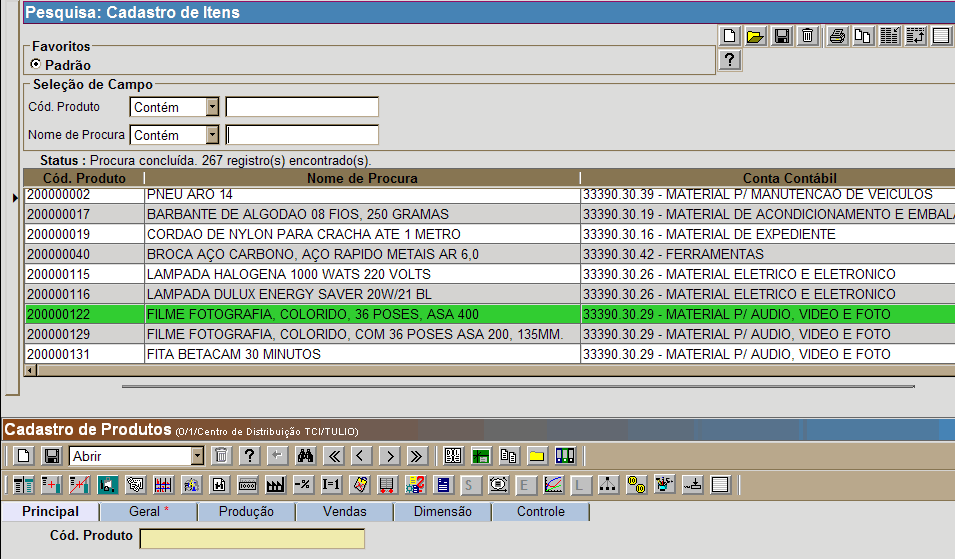 Pesquisa: Cadastro de Itens
Favoritos
Padrão
?
Seleção de Campo
Cód. Produto Contém
Nome de Procura Contém
Status : Procura concluída. 267 registro(s) encontrado(s).
Cód. Produto Nome de Procura Conta Contábil
200000002 PNEU ARO 14 33390.30.39 - MATERIAL P/ MANUTENCAO DE VEICULOS
200000017 BARBANTE DE ALGODAO 08 FIOS, 250 GRAMAS 33390.30.19 - MATERIAL DE ACONDICIONAMENTO E EMBALA
200000019 CORDAO DE NYLON PARA CRACHA ATE 1 METRO 33390.30.16 - MATERIAL DE EXPEDIENTE
200000040 BROCA AÇO CARBONO, AÇO RAPIDO METAIS AR 6,0 33390.30.42 - FERRAMENTAS
200000115 LAMPADA HALOGENA 1000 WATS 220 VOLTS 33390.30.26 - MATERIAL ELETRICO E ELETRONICO
200000116 LAMPADA DULUX ENERGY SAVER 20W/21 BL 33390.30.26 - MATERIAL ELETRICO E ELETRONICO
200000122 FILME FOTOGRAFIA, COLORIDO, 36 POSES, ASA 400 33390.30.29 - MATERIAL P/ AUDIO, VIDEO E FOTO
200000129 FILME FOTOGRAFIA, COLORIDO, COM 36 POSES ASA 200, 135MM. 33390.30.29 - MATERIAL P/ AUDIO, VIDEO E FOTO
200000131 FITA BETACAM 30 MINUTOS 33390.30.29 - MATERIAL P/ AUDIO, VIDEO E FOTO
Cadastro de Produtos (0/1/Centro de Distribuição TCI/TULIO)
Abrir ?
-% I=1 S E L
Principal Geral * Produção Vendas Dimensão Controle
Cód. Produto